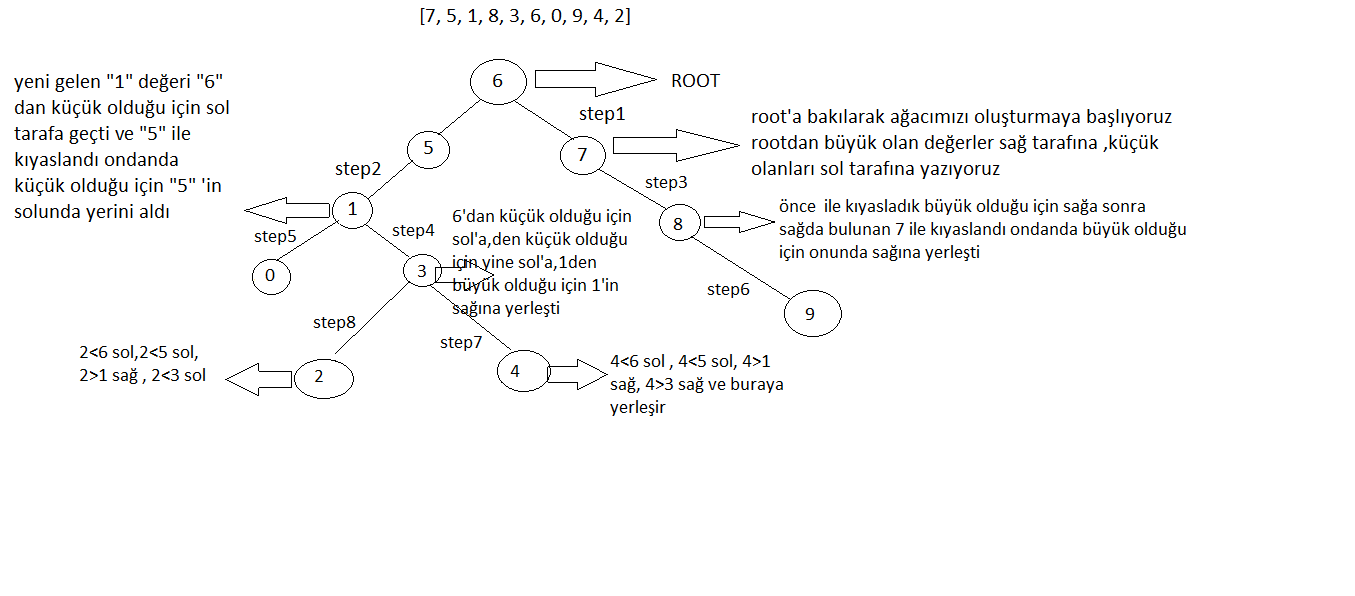 [7, 5, 1, 8, 3, 6, 0, 9, 4, 2]
6
ROOT
step1
yeni gelen "1" değeri "6"
dan küçük olduğu için sol
tarafa geçti ve "5" ile
kıyaslandı ondanda
küçük olduğu için "5" 'in
solunda yerini aldı
5
7
root'a bakılarak ağacımızı oluşturmaya başlıyoruz
rootdan büyük olan değerler sağ tarafına ,küçük
olanları sol tarafına yazıyoruz
step2
step3
1
8
önce ile kıyasladık büyük olduğu için sağa sonra
sağda bulunan 7 ile kıyaslandı ondanda büyük olduğu
için onunda sağına yerleşti
step5
step4
6'dan küçük olduğu için
sol'a,den küçük olduğu
için yine sol'a,1den
büyük olduğu için 1'in
sağına yerleşti
0
3
step6
9
step8
step7
2<6 sol,2<5 sol,
2>1 sağ , 2<3 sol
2
4
4<6 sol , 4<5 sol, 4>1
sağ, 4>3 sağ ve buraya
yerleşir